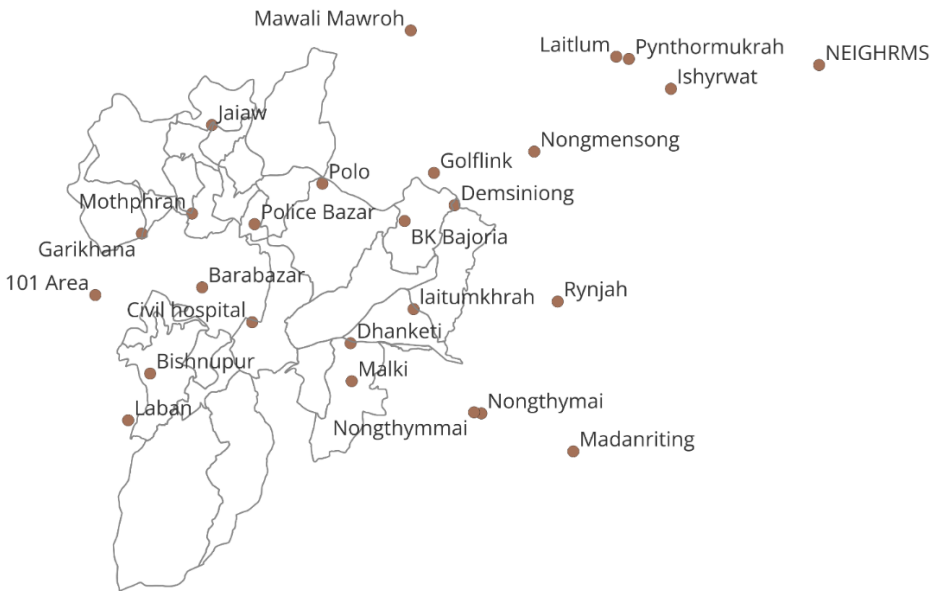 Mawali Mawroh
Laitlum
Pynthormukrah
NEIGHRMS
Ishyrwat
Jaiaw
Nongmensong
Golflink
Polo
Demsiniong
Mothphran
Police Bazar
BK Bajoria
Garikhana
101 Area
Barabazar
laitumkhrah
Rynjah
Civil hospital
Dhanketi
Bishnupur
Malki
Laban
Nongthymai
Nongthymmai
Madanriting